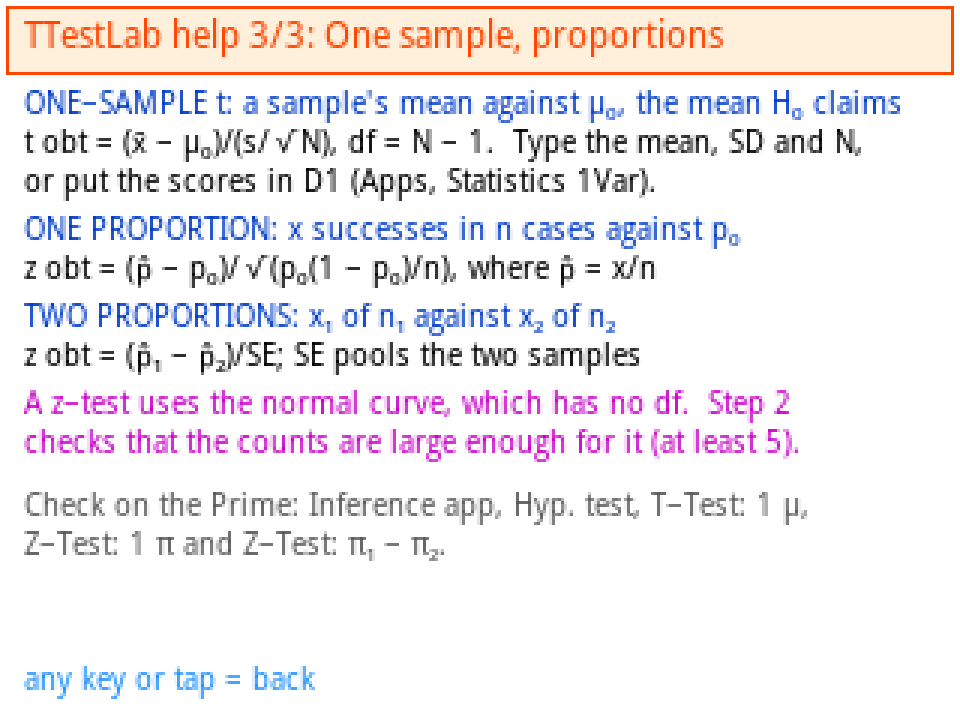 TTestLab help 3/3: One sample, proportions
ONE−SAMPLE t: a sample's mean against μ₀, the mean H₀ claims
t obt = (x̄ − μ₀)/(s/√N), df = N − 1.  Type the mean, SD and N,
or put the scores in D1 (Apps, Statistics 1Var).
ONE PROPORTION: x successes in n cases against p₀
z obt = (p̂ − p₀)/√(p₀(1 − p₀)/n), where p̂ = x/n
TWO PROPORTIONS: x₁ of n₁ against x₂ of n₂
z obt = (p̂₁ − p̂₂)/SE; SE pools the two samples
A z−test uses the normal curve, which has no df.  Step 2
checks that the counts are large enough for it (at least 5).
Check on the Prime: Inference app, Hyp. test, T−Test: 1 μ,
Z−Test: 1 π and Z−Test: π₁ − π₂.
any key or tap = back